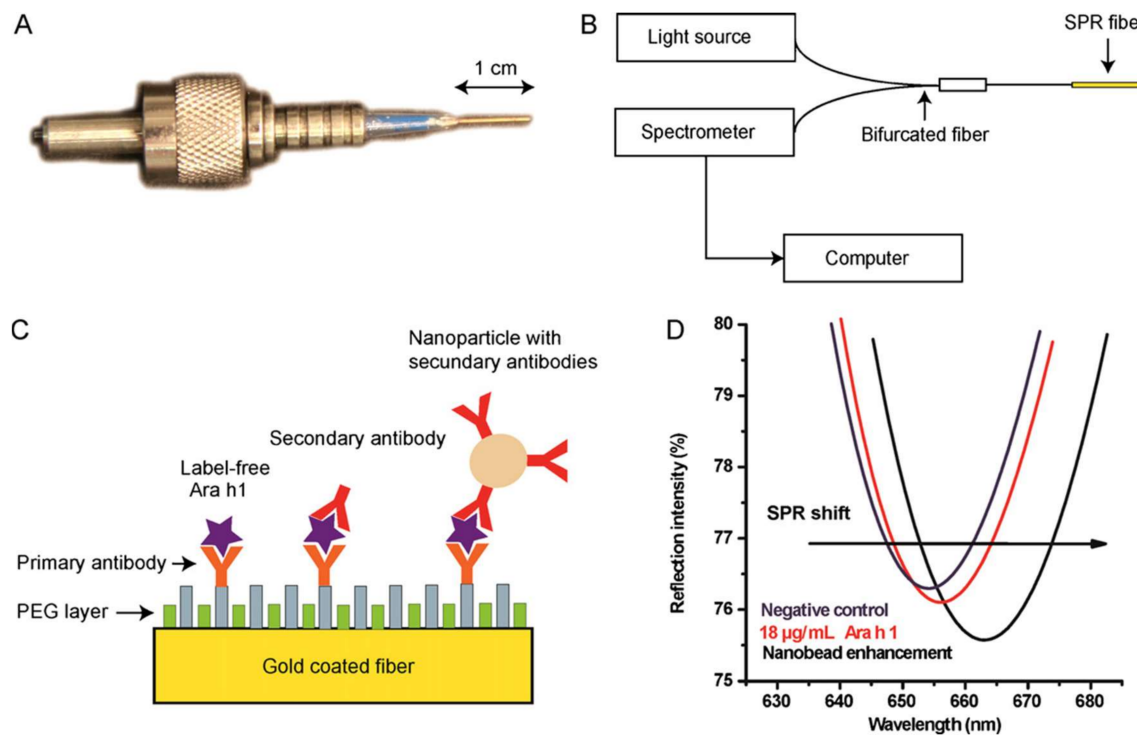 A
1 cm
B
Light source
SPR fibe
Spectrometer
Bifurcated fiber
Computer
C
Nanoparticle with
secundary antibodies
Secondary antibody
Label-free
Ara h1
Primary antibody
PEG layer
Gold coated fiber
D
80
79
78
77
76
75
Reflection intensity (%)
SPR shift
Negative control
18 µg/mL Ara h 1
Nanobead enhancement
630 640 650 660 670 680
Wavelength (nm)